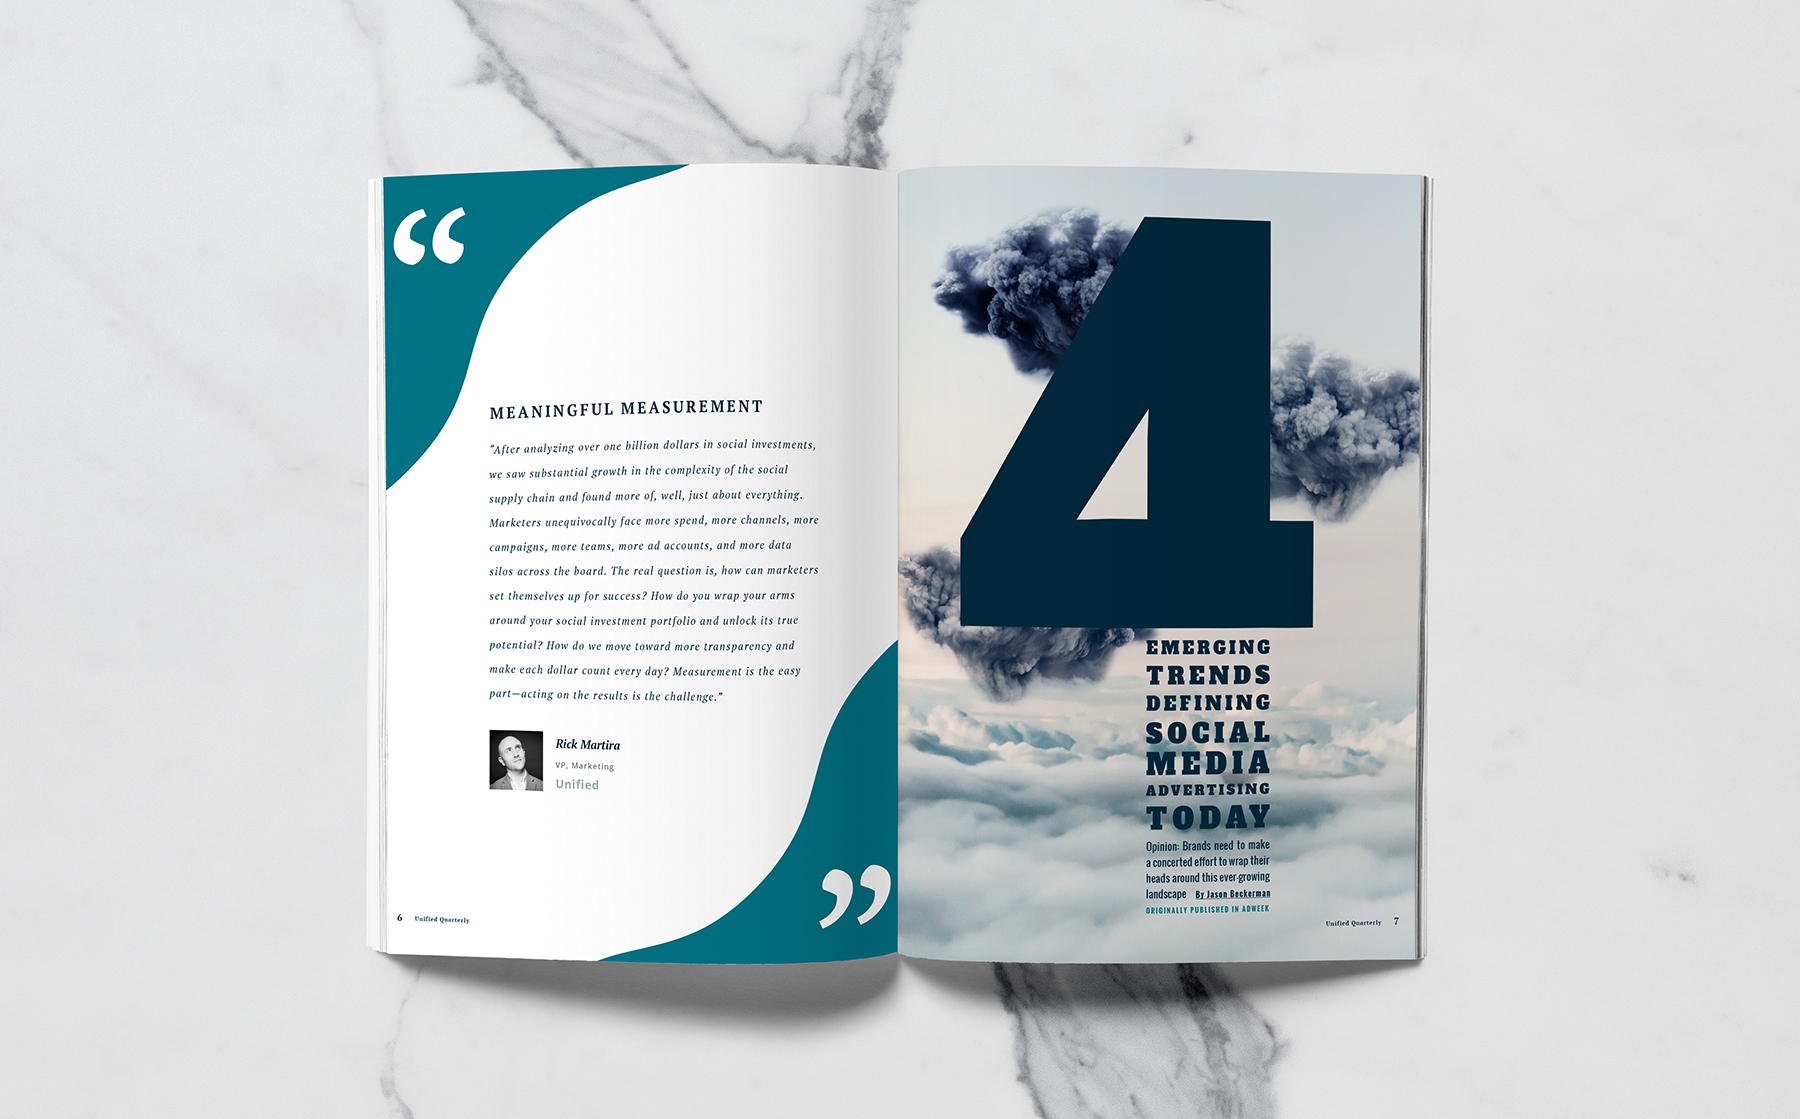 “
MEANINGFUL MEASUREMENT
“After analyzing over one billion dollars in social investments,
we saw substantial growth in the complexity of the social
supply chain and found more of, well, just about everything.
Marketers unequivocally face more spend, more channels, more
campaigns, more teams, more ad accounts, and more data
silos across the board. The real question is, how can marketers
set themselves up for success? How do you wrap your arms
around your social investment portfolio and unlock its true
potential? How do we move toward more transparency and
make each dollar count every day? Measurement is the easy
part—acting on the results is the challenge.”
Rick Martira
VP, Marketing
Unified
”
6 Unified Quarterly
4
EMERGING
TRENDS
DEFINING
SOCIAL
MEDIA
ADVERTISING
TODAY
Opinion: Brands need to make
a concerted effort to wrap their
heads around this ever-growing
landscape By Jason Beckerman
ORIGINALLY PUBLISHED IN ADWEEK
Unified Quarterly 7